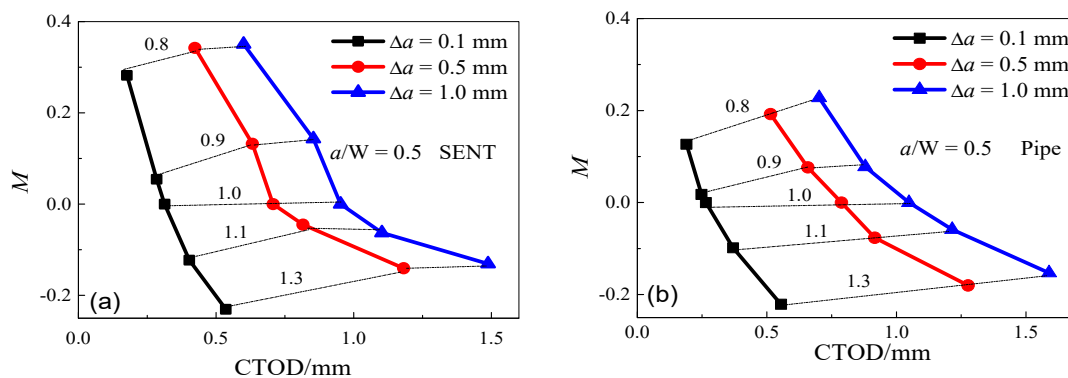 0.4
0.2
0.0
-0.2
M
0.8
0.9
1.0
1.1
1.3
Δa = 0.1 mm
Δa = 0.5 mm
Δa = 1.0 mm
a/W = 0.5 SENT
(a)
0.0
0.5
1.0
1.5
CTOD/mm
0.4
0.2
0.0
-0.2
M
0.8
0.9
1.0
1.1
1.3
Δa = 0.1 mm
Δa = 0.5 mm
Δa = 1.0 mm
a/W = 0.5 Pipe
(b)
0.0
0.5
1.0
1.5
CTOD/mm